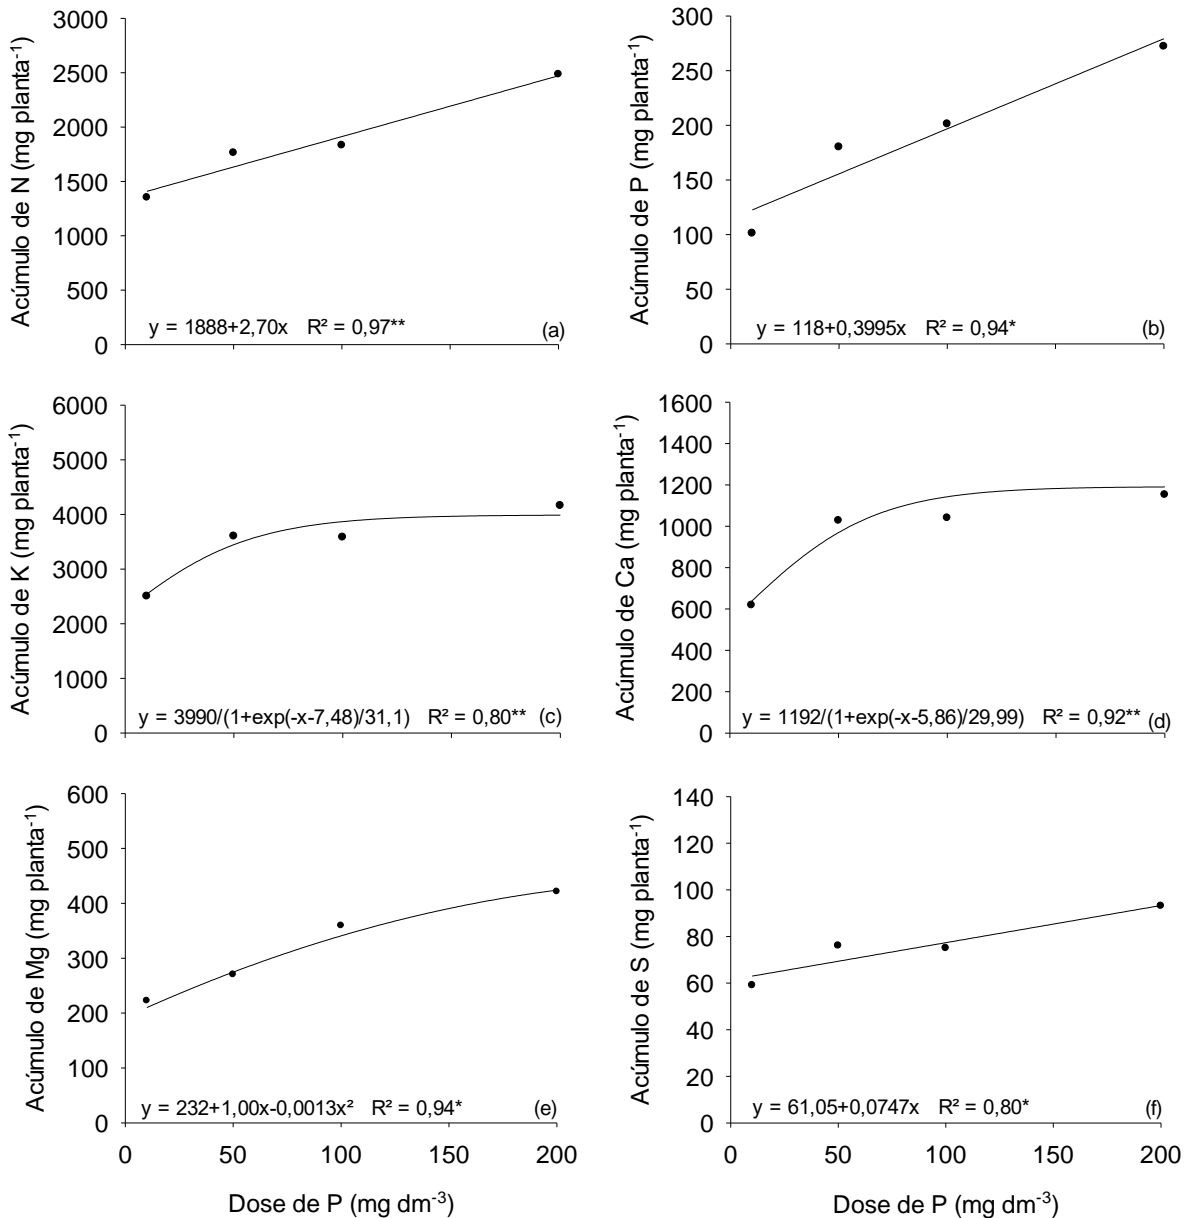 Acúmulo de N (mg planta⁻¹)
3000
2500
2000
1500
1000
500
0
y = 1888+2,70x R² = 0,97**
(a)
Acúmulo de P (mg planta⁻¹)
300
250
200
150
100
50
0
y = 118+0,3995x R² = 0,94*
(b)
Acúmulo de K (mg planta⁻¹)
6000
5000
4000
3000
2000
1000
0
y = 3990/(1+exp(-x-7,48)/31,1) R² = 0,80**
(c)
Acúmulo de Ca (mg planta⁻¹)
1600
1400
1200
1000
800
600
400
200
0
y = 1192/(1+exp(-x-5,86)/29,99) R² = 0,92**
(d)
Acúmulo de Mg (mg planta⁻¹)
600
500
400
300
200
100
0
y = 232+1,00x-0,0013x² R² = 0,94*
(e)
0 50 100 150 200
Dose de P (mg dm⁻³)
Acúmulo de S (mg planta⁻¹)
140
120
100
80
60
40
20
0
y = 61,05+0,0747x R² = 0,80*
(f)
0 50 100 150 200
Dose de P (mg dm⁻³)